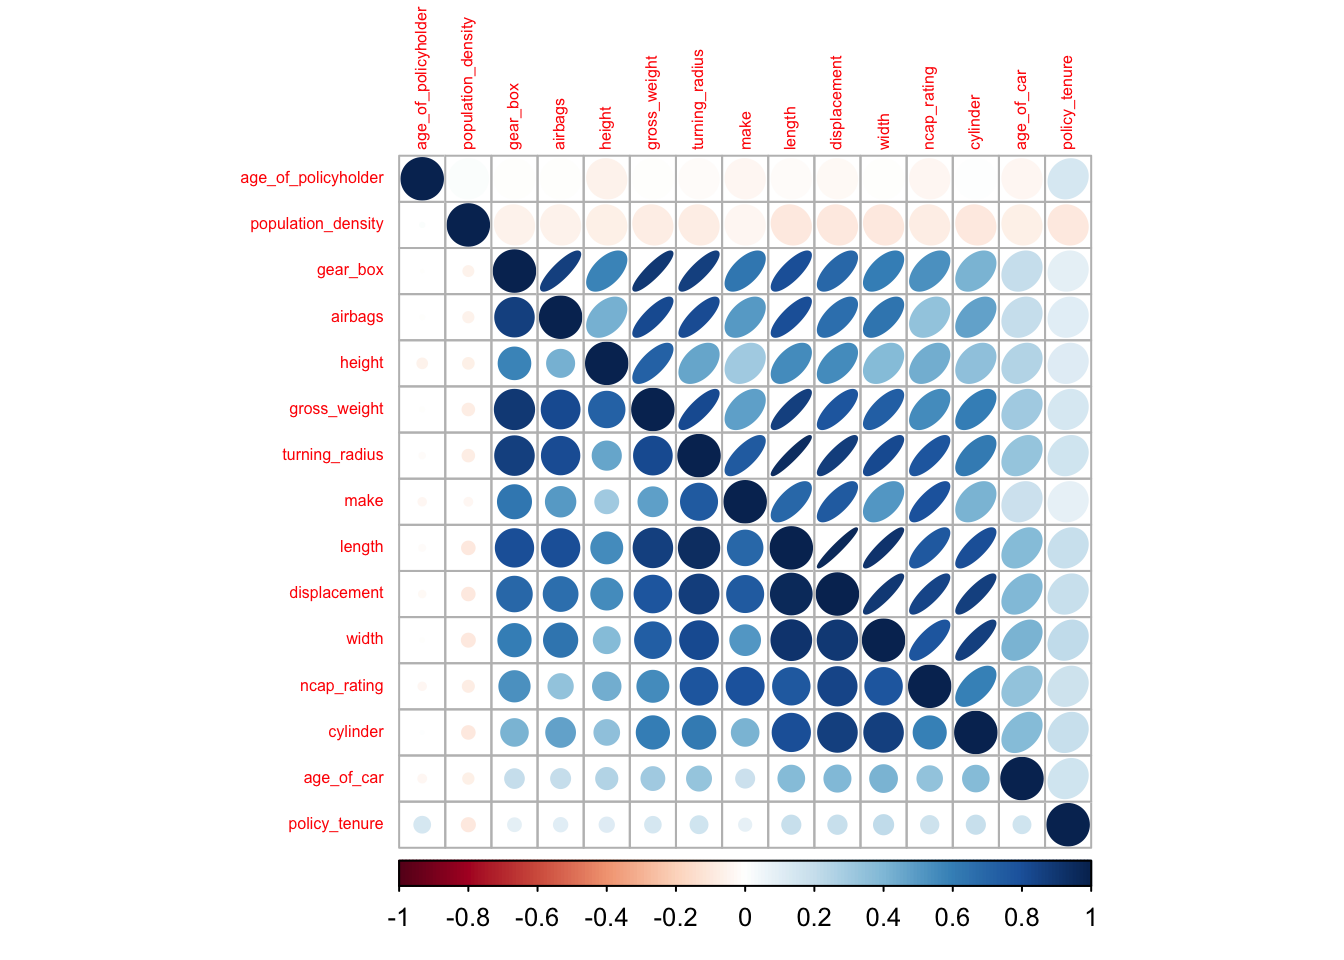 age_of_policyholder
population_density
gear_box
airbags
height
gross_weight
turning_radius
make
length
displacement
width
ncap_rating
cylinder
age_of_car
policy_tenure
age_of_policyholder
population_density
gear_box
airbags
height
gross_weight
turning_radius
make
length
displacement
width
ncap_rating
cylinder
age_of_car
policy_tenure
-1 -0.8 -0.6 -0.4 -0.2 0 0.2 0.4 0.6 0.8 1